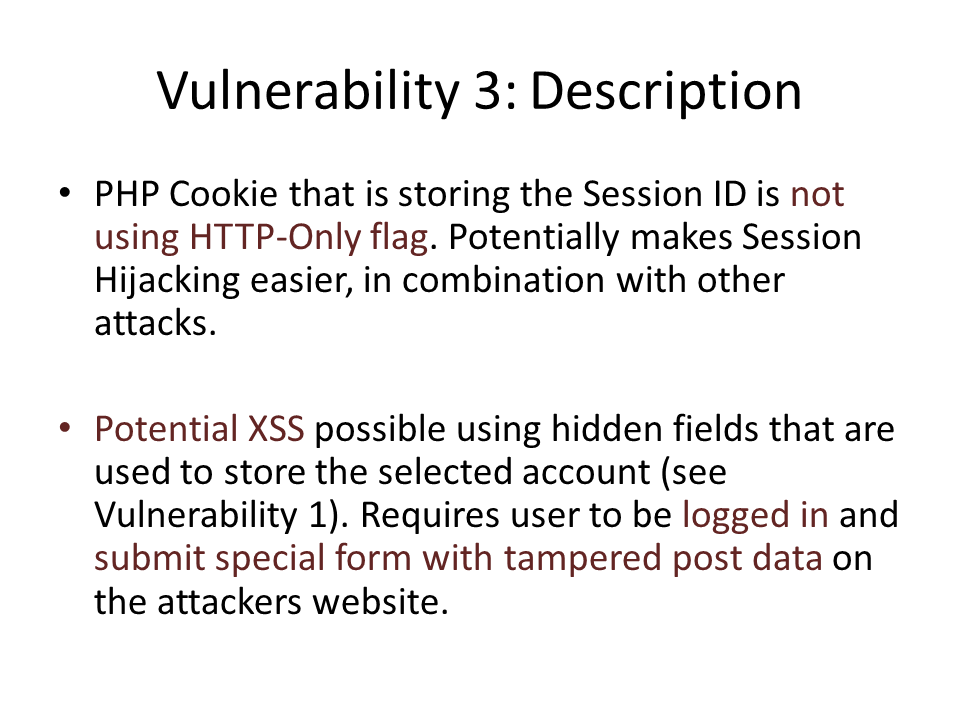 Vulnerability 3: Description
• PHP Cookie that is storing the Session ID is not
using HTTP-Only flag. Potentially makes Session
Hijacking easier, in combination with other
attacks.
• Potential XSS possible using hidden fields that are
used to store the selected account (see
Vulnerability 1). Requires user to be logged in and
submit special form with tampered post data on
the attackers website.